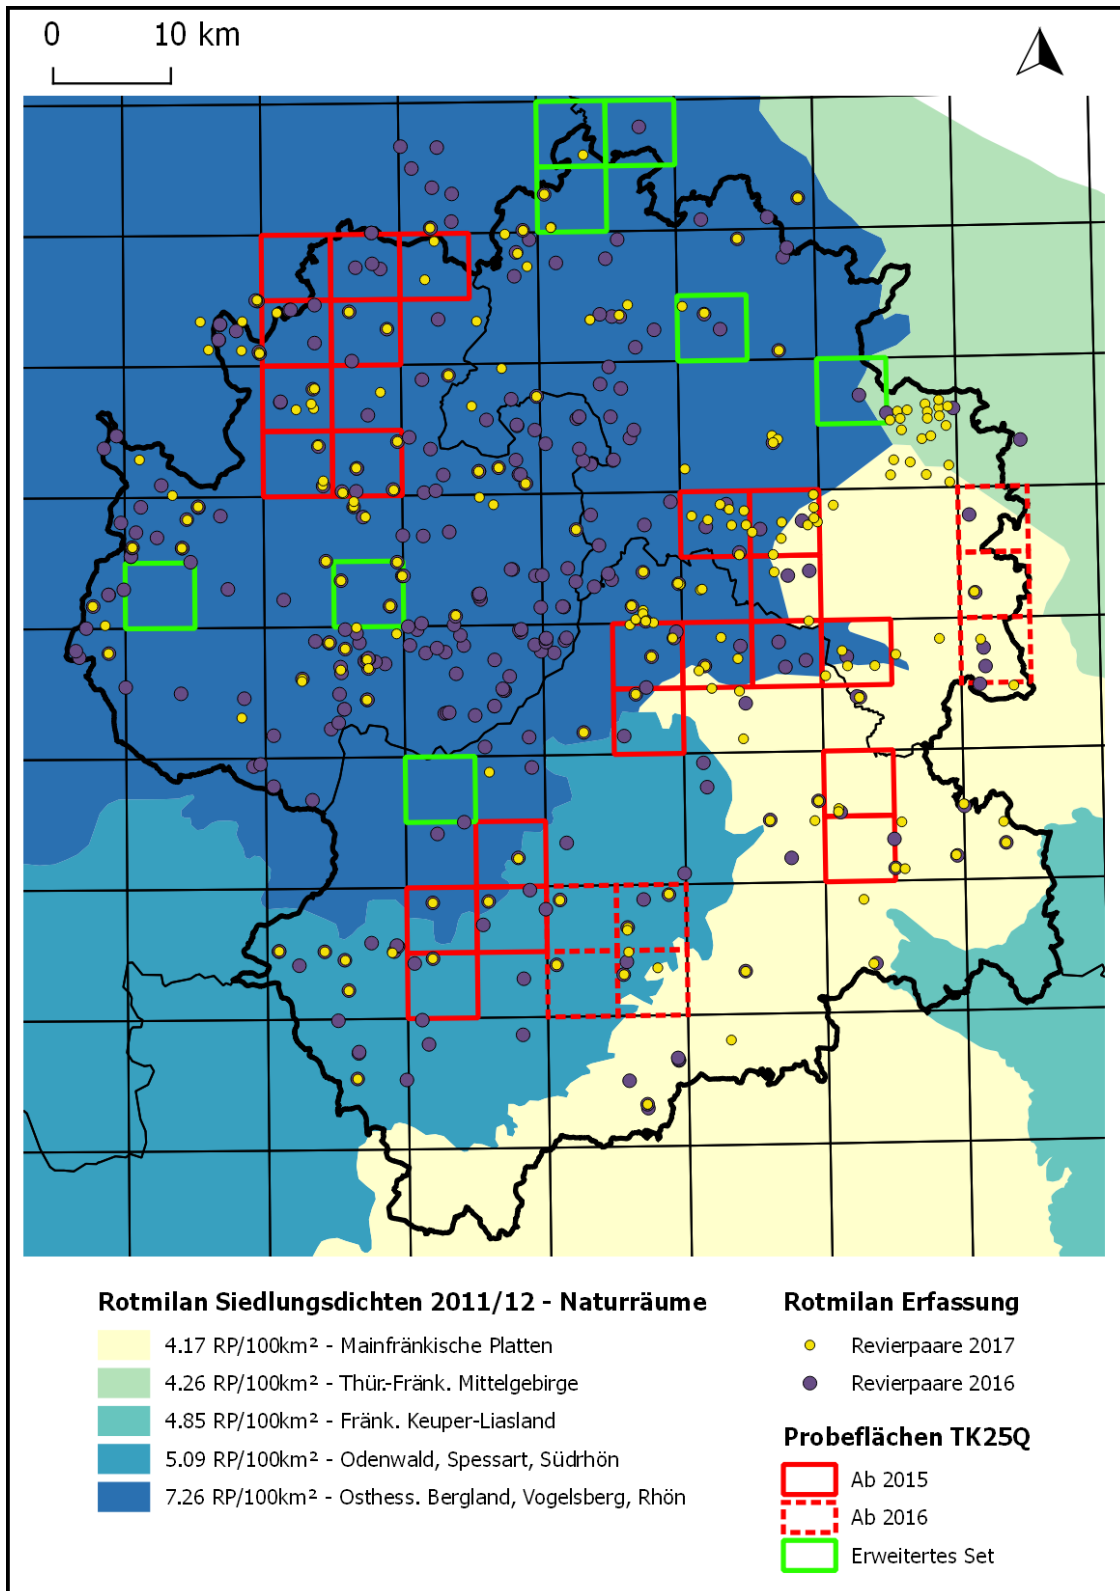 0 10 km
Rotmilan Siedlungsdichten 2011/12 - Naturräume
4.17 RP/100km² - Mainfränkische Platten
4.26 RP/100km² - Thür.-Fränk. Mittelgebirge
4.85 RP/100km² - Fränk. Keuper-Liasland
5.09 RP/100km² - Odenwald, Spessart, Südrhön
7.26 RP/100km² - Osthess. Bergland, Vogelsberg, Rhön
Rotmilan Erfassung
Revierpaare 2017
Revierpaare 2016
Probeflächen TK25Q
Ab 2015
Ab 2016
Erweitertes Set